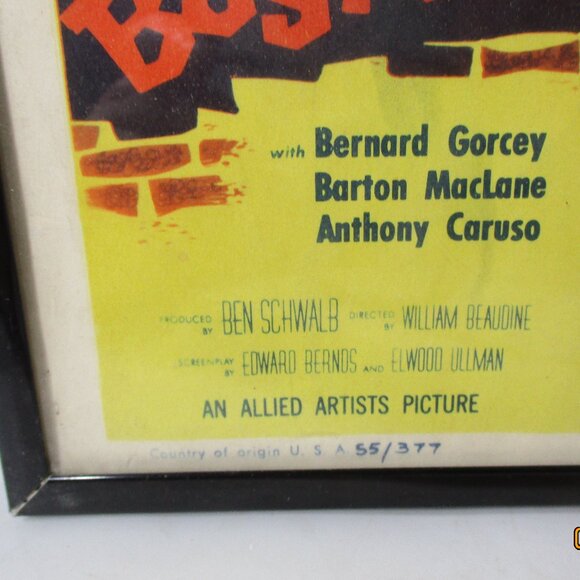 with Bernard Gorcey
Barton MacLane
Anthony Caruso
PRODUCED BY BEN SCHWALB DIRECTED BY WILLIAM BEAUDINE
SCREENPLAY BY EDWARD BERNDS AND ELWOOD ULLMAN
AN ALLIED ARTISTS PICTURE
Country of origin U. S. A. 55/377